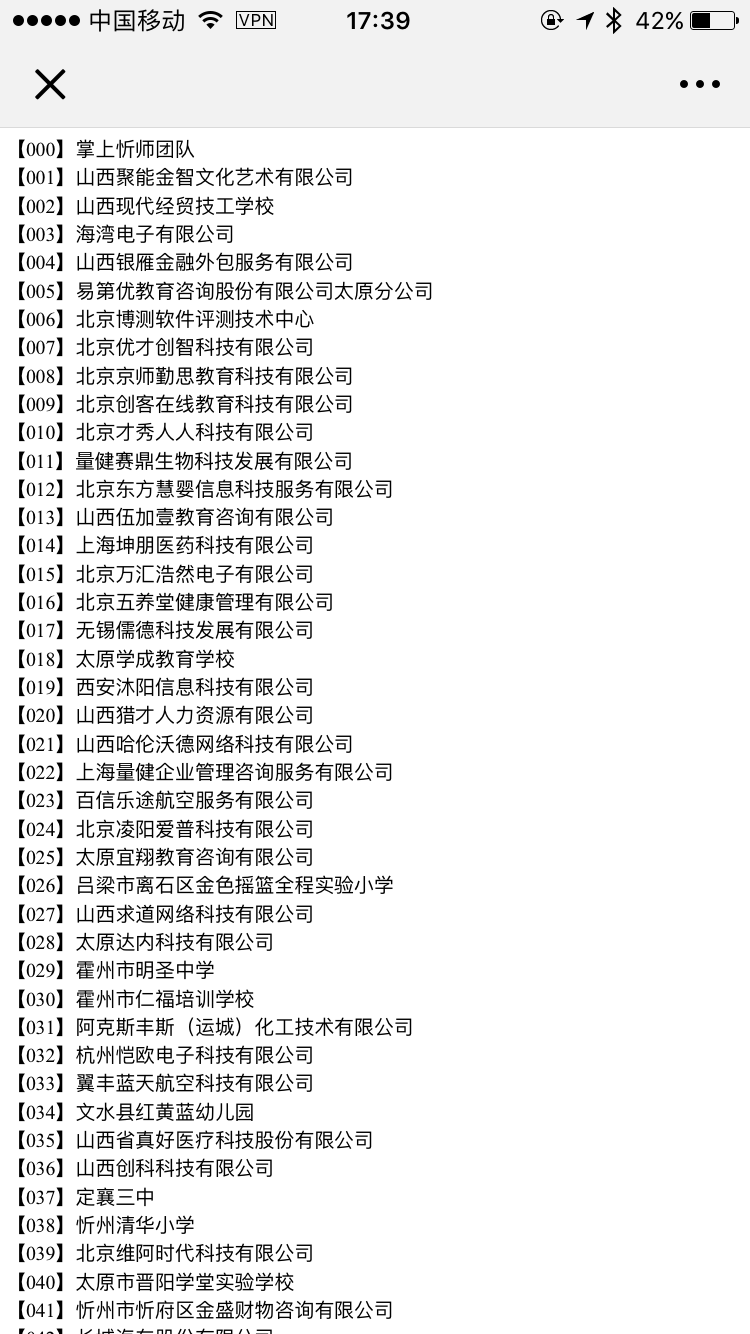 中国移动 VPN 17:39 42%
【000】掌上忻师团队
【001】山西聚能金智文化艺术有限公司
【002】山西现代经贸技工学校
【003】海湾电子有限公司
【004】山西银雁金融外包服务有限公司
【005】易第优教育咨询股份有限公司太原分公司
【006】北京博测软件评测技术中心
【007】北京优才创智科技有限公司
【008】北京京师勤思教育科技有限公司
【009】北京创客在线教育科技有限公司
【010】北京才秀人人科技有限公司
【011】量健赛鼎生物科技发展有限公司
【012】北京东方慧婴信息科技服务有限公司
【013】山西伍加壹教育咨询有限公司
【014】上海坤朋医药科技有限公司
【015】北京万汇浩然电子有限公司
【016】北京五养堂健康管理有限公司
【017】无锡儒德科技发展有限公司
【018】太原学成教育学校
【019】西安沐阳信息科技有限公司
【020】山西猎才人力资源有限公司
【021】山西哈伦沃德网络科技有限公司
【022】上海量健企业管理咨询服务有限公司
【023】百信乐途航空服务有限公司
【024】北京凌阳爱普科技有限公司
【025】太原宜翔教育咨询有限公司
【026】吕梁市离石区金色摇篮全程实验小学
【027】山西求道网络科技有限公司
【028】太原达内科技有限公司
【029】霍州市明圣中学
【030】霍州市仁福培训学校
【031】阿克斯丰斯（运城）化工技术有限公司
【032】杭州恺欧电子科技有限公司
【033】翼丰蓝天航空科技有限公司
【034】文水县红黄蓝幼儿园
【035】山西省真好医疗科技股份有限公司
【036】山西创科科技有限公司
【037】定襄三中
【038】忻州清华小学
【039】北京维阿时代科技有限公司
【040】太原市晋阳学堂实验学校
【041】忻州市忻府区金盛财物咨询有限公司